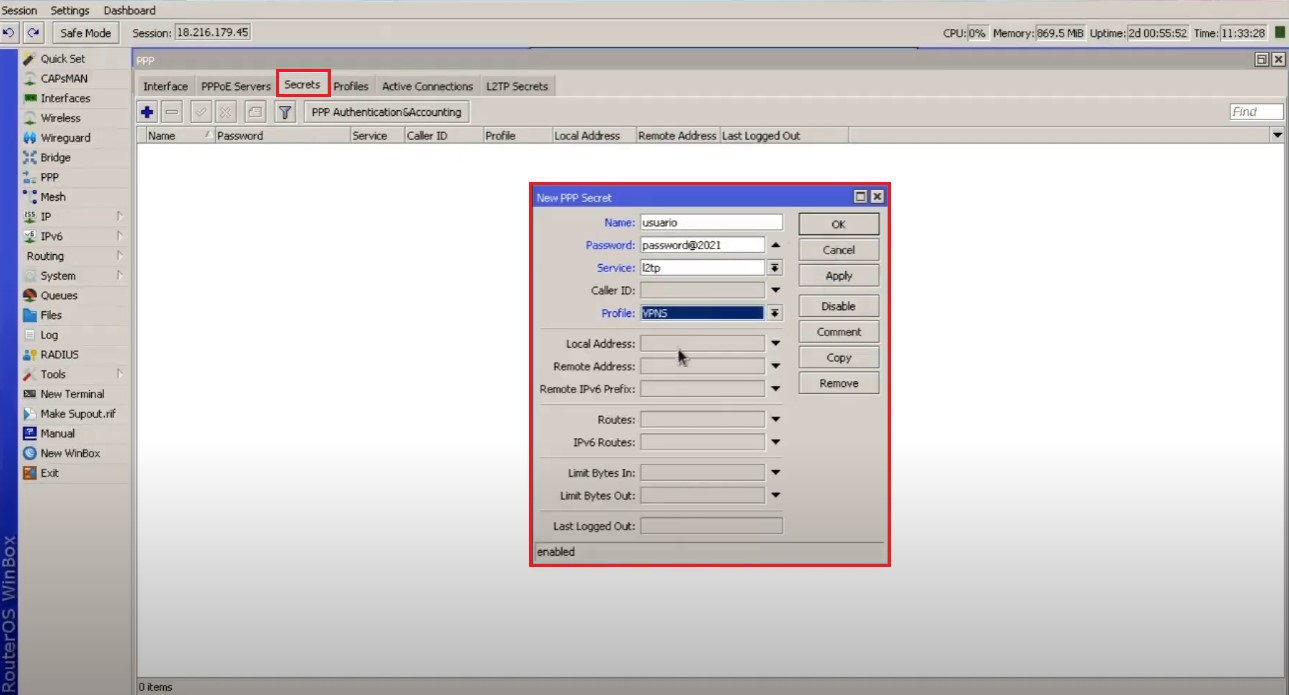 Session Settings Dashboard
Safe Mode Session: 18.216.179.45 CPU: 0% Memory: 869.5 MiB Uptime: 2d 00:55:52 Time: 11:33:28
Quick Set
CAPsMAN
Interfaces
Wireless
Wireguard
Bridge
PPP
Mesh
IP
IPv6
Routing
System
Queues
Files
Log
RADIUS
Tools
New Terminal
Make Supout.rif
Manual
New WinBox
Exit
RouterOS WinBox
PPP
Interface PPPoE Servers Secrets Profiles Active Connections L2TP Secrets
PPP Authentication&Accounting Find
Name Password Service Caller ID Profile Local Address Remote Address Last Logged Out
New PPP Secret
Name: usuario
Password: password@2021
Service: l2tp
Caller ID:
Profile: VPNS
Local Address:
Remote Address:
Remote IPv6 Prefix:
Routes:
IPv6 Routes:
Limit Bytes In:
Limit Bytes Out:
Last Logged Out:
OK
Cancel
Apply
Disable
Comment
Copy
Remove
enabled
0 items